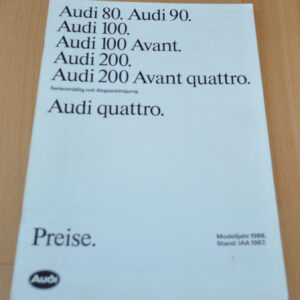 Audi 80. Audi 90.
Audi 100.
Audi 100 Avant.
Audi 200.
Audi 200 Avant quattro.
Serienmäßig mit Abgasreinigung.
Audi quattro.
Preise.
Modelljahr 1988.
Stand: IAA 1987.
Audi